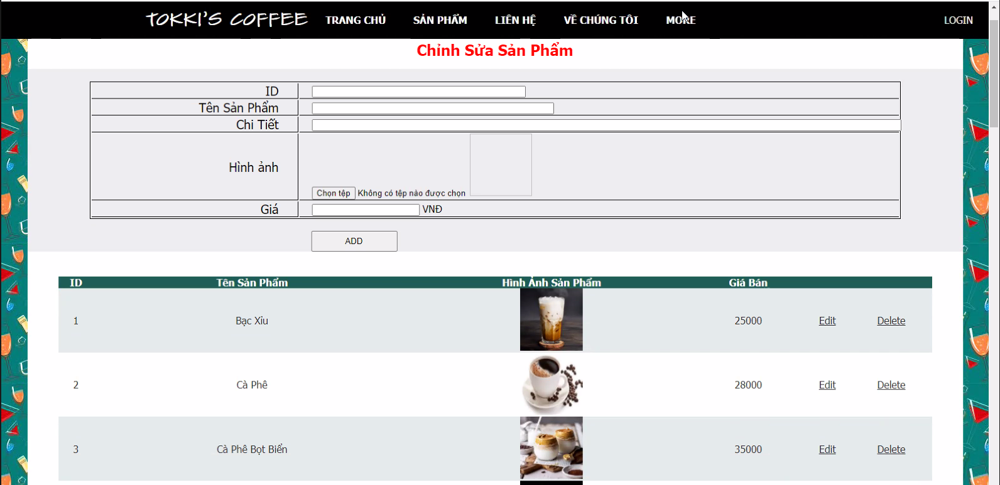 TOKKI'S COFFEE TRANG CHỦ SẢN PHẨM LIÊN HỆ VỀ CHÚNG TÔI MORE LOGIN
Chỉnh Sửa Sản Phẩm
ID
Tên Sản Phẩm
Chi Tiết
Hình ảnh
Chọn tệp Không có tệp nào được chọn
Giá VNĐ
ADD
ID Tên Sản Phẩm Hình Ảnh Sản Phẩm Giá Bán
1 Bạc Xỉu 25000 Edit Delete
2 Cà Phê 28000 Edit Delete
3 Cà Phê Bọt Biển 35000 Edit Delete